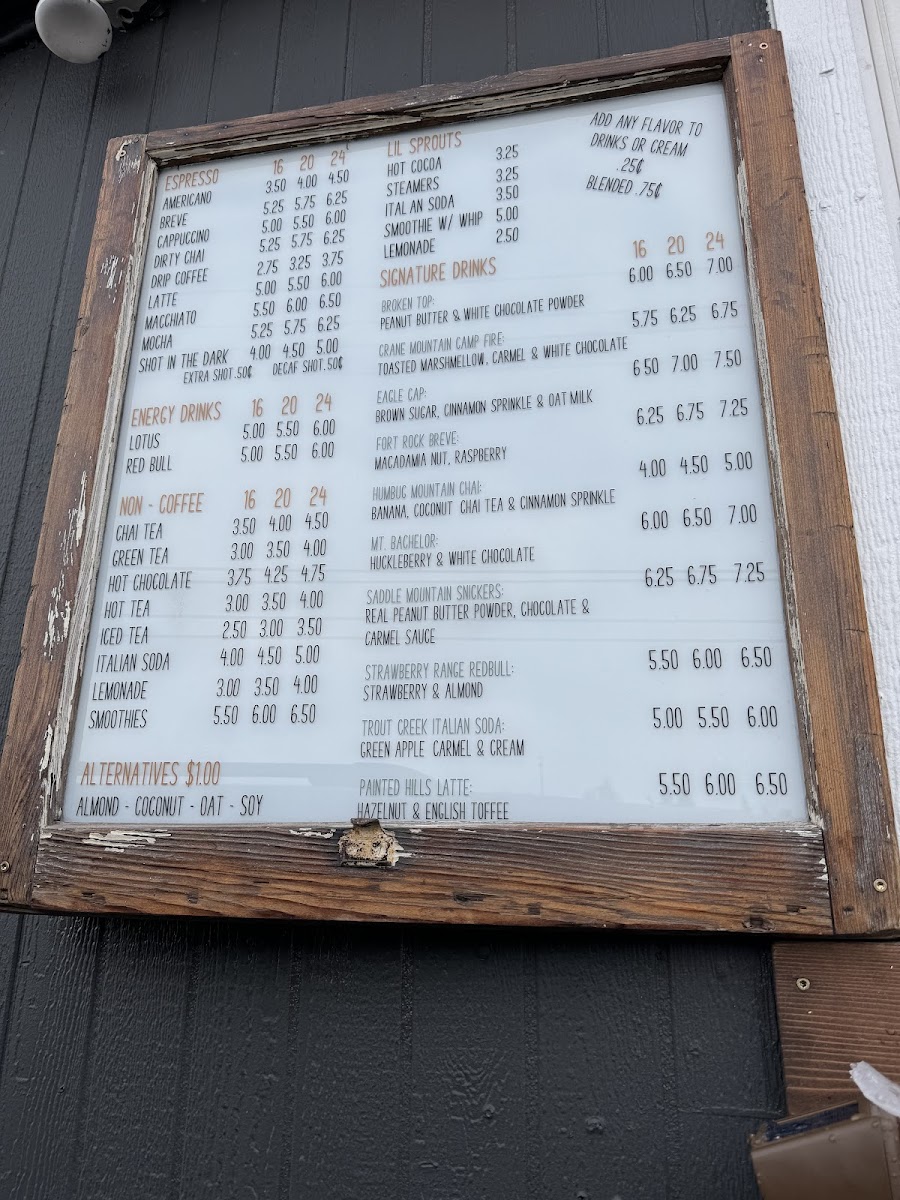 ESPRESSO 16 20 24
AMERICANO 3.50 4.00 4.50
BREVE 5.25 5.75 6.25
CAPPUCCINO 5.00 5.50 6.00
DIRTY CHAI 5.25 5.75 6.25
DRIP COFFEE 2.75 3.25 3.75
LATTE 5.00 5.50 6.00
MACCHIATO 5.50 6.00 6.50
MOCHA 5.25 5.75 6.25
SHOT IN THE DARK 4.00 4.50 5.00
EXTRA SHOT .50¢ DECAF SHOT .50¢
ENERGY DRINKS 16 20 24
LOTUS 5.00 5.50 6.00
RED BULL 5.00 5.50 6.00
NON - COFFEE 16 20 24
CHAI TEA 3.50 4.00 4.50
GREEN TEA 3.00 3.50 4.00
HOT CHOCOLATE 3.75 4.25 4.75
HOT TEA 3.00 3.50 4.00
ICED TEA 2.50 3.00 3.50
ITALIAN SODA 4.00 4.50 5.00
LEMONADE 3.00 3.50 4.00
SMOOTHIES 5.50 6.00 6.50
ALTERNATIVES $1.00
ALMOND - COCONUT - OAT - SOY
LIL SPROUTS
HOT COCOA 3.25
STEAMERS 3.25
ITALIAN SODA 3.50
SMOOTHIE W/ WHIP 5.00
LEMONADE 2.50
ADD ANY FLAVOR TO
DRINKS OR CREAM
.25¢
BLENDED .75¢
SIGNATURE DRINKS 16 20 24
BROKEN TOP: 6.00 6.50 7.00
PEANUT BUTTER & WHITE CHOCOLATE POWDER
CRANE MOUNTAIN CAMP FIRE: 5.75 6.25 6.75
TOASTED MARSHMELLOW, CARMEL & WHITE CHOCOLATE
EAGLE CAP: 6.50 7.00 7.50
BROWN SUGAR, CINNAMON SPRINKLE & OAT MILK
FORT ROCK BREVE: 6.25 6.75 7.25
MACADAMIA NUT, RASPBERRY
HUMBUG MOUNTAIN CHAI: 4.00 4.50 5.00
BANANA, COCONUT CHAI TEA & CINNAMON SPRINKLE
MT. BACHELOR: 6.00 6.50 7.00
HUCKLEBERRY & WHITE CHOCOLATE
SADDLE MOUNTAIN SNICKERS: 6.25 6.75 7.25
REAL PEANUT BUTTER POWDER, CHOCOLATE &
CARMEL SAUCE
STRAWBERRY RANGE REDBULL: 5.50 6.00 6.50
STRAWBERRY & ALMOND
TROUT CREEK ITALIAN SODA: 5.00 5.50 6.00
GREEN APPLE CARMEL & CREAM
PAINTED HILLS LATTE: 5.50 6.00 6.50
HAZELNUT & ENGLISH TOFFEE